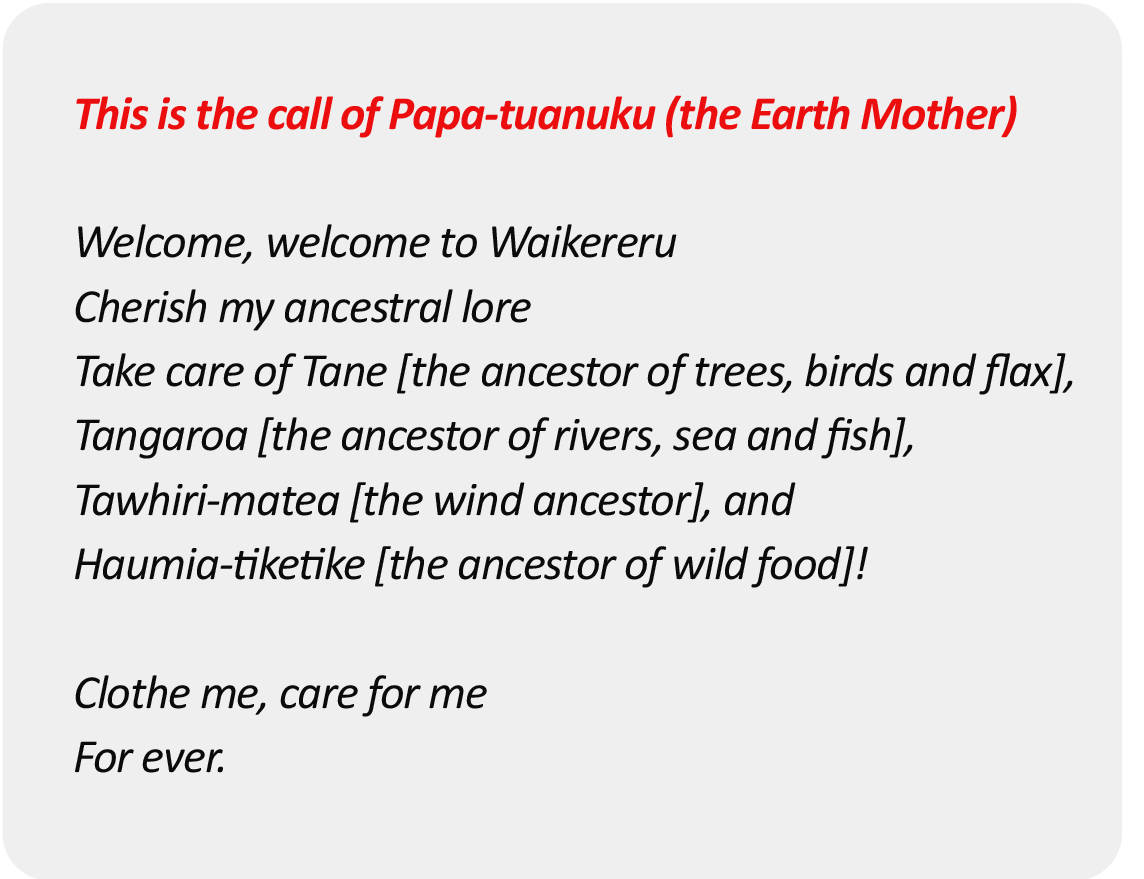 This is the call of Papa-tuanuku (the Earth Mother)
Welcome, welcome to Waikereru
Cherish my ancestral lore
Take care of Tane [the ancestor of trees, birds and flax],
Tangaroa [the ancestor of rivers, sea and fish],
Tawhiri-matea [the wind ancestor], and
Haumia-tiketike [the ancestor of wild food]!
Clothe me, care for me
For ever.